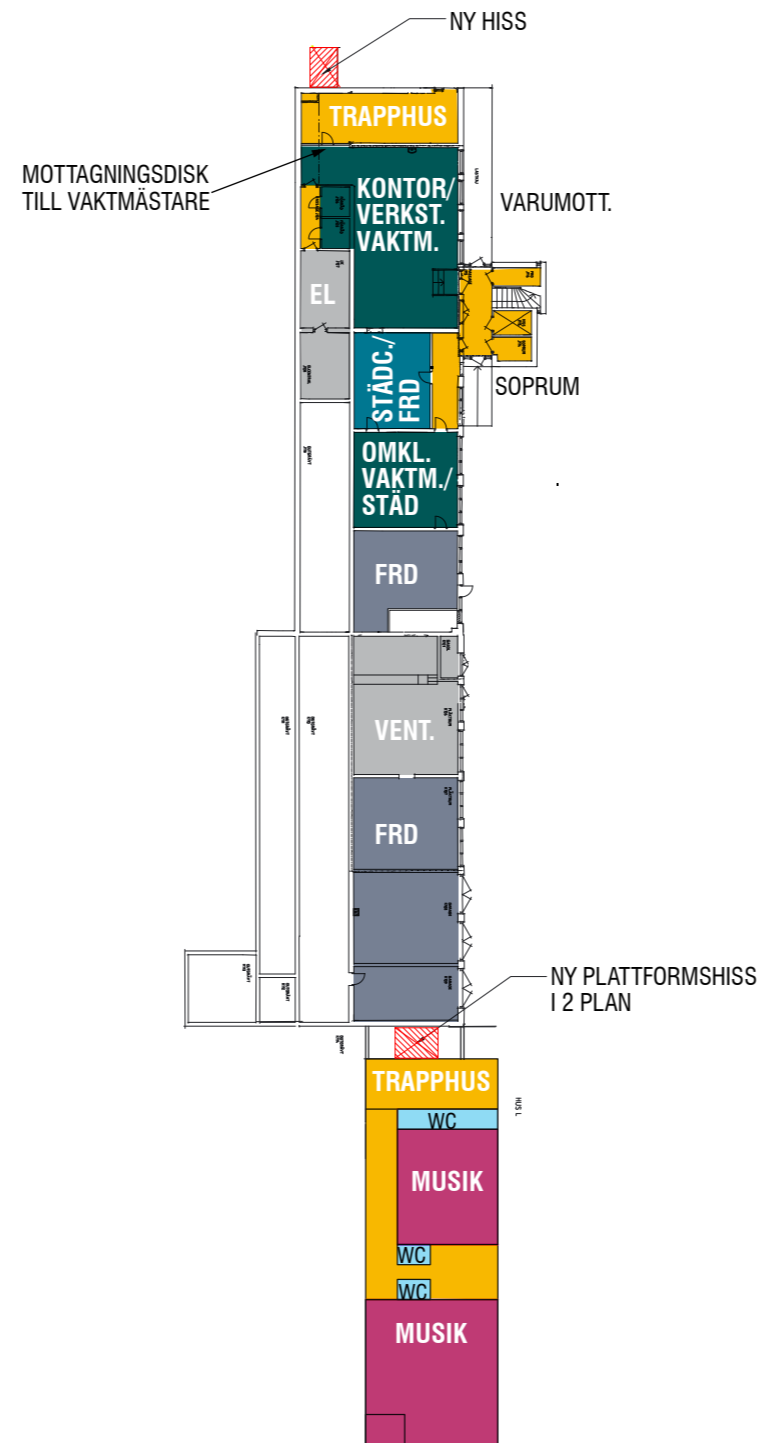 NY HISS
TRAPPHUS
MOTTAGNINGSDISK
TILL VAKTMÄSTARE
KONTOR/
VERKST.
VAKTM.
VARUMOTT.
EL
STÄDC./
FRD
SOPRUM
OMKL.
VAKTM./
STÄD
FRD
VENT.
FRD
NY PLATTFORMSHISS
I 2 PLAN
TRAPPHUS
HUS L
WC
MUSIK
WC
WC
MUSIK